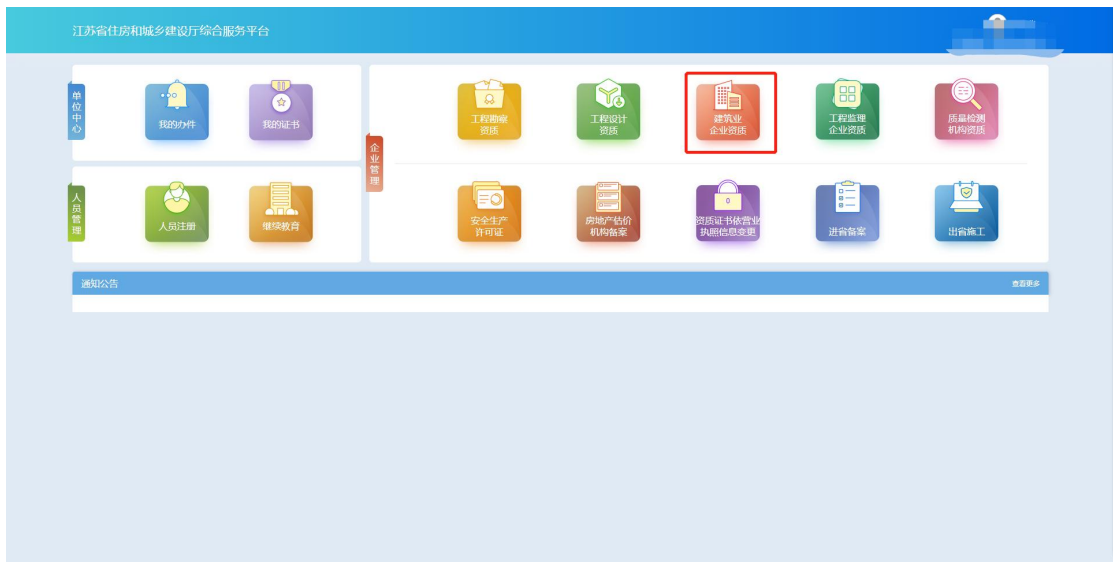 江苏省住房和城乡建设厅综合服务平台
单位中心
我的办件
我的证书
企业管理
工程勘察
资质
工程设计
资质
建筑业
企业资质
工程监理
企业资质
质量检测
机构资质
人员管理
人员注册
继续教育
安全生产
许可证
房地产估价
机构备案
资质证书依营业
执照信息变更
进省备案
出省施工
通知公告
查看更多